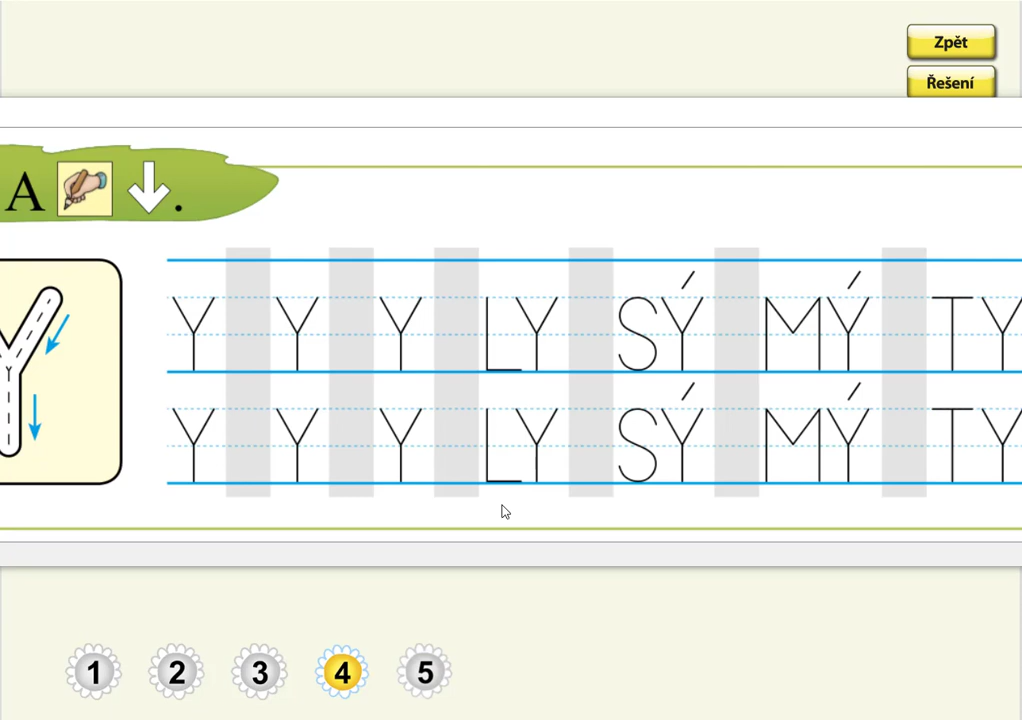 Zpět
Řešení
A .
Y Y Y Y LY SÝ MÝ TY
Y Y Y LY SÝ MÝ TY
1 2 3 4 5